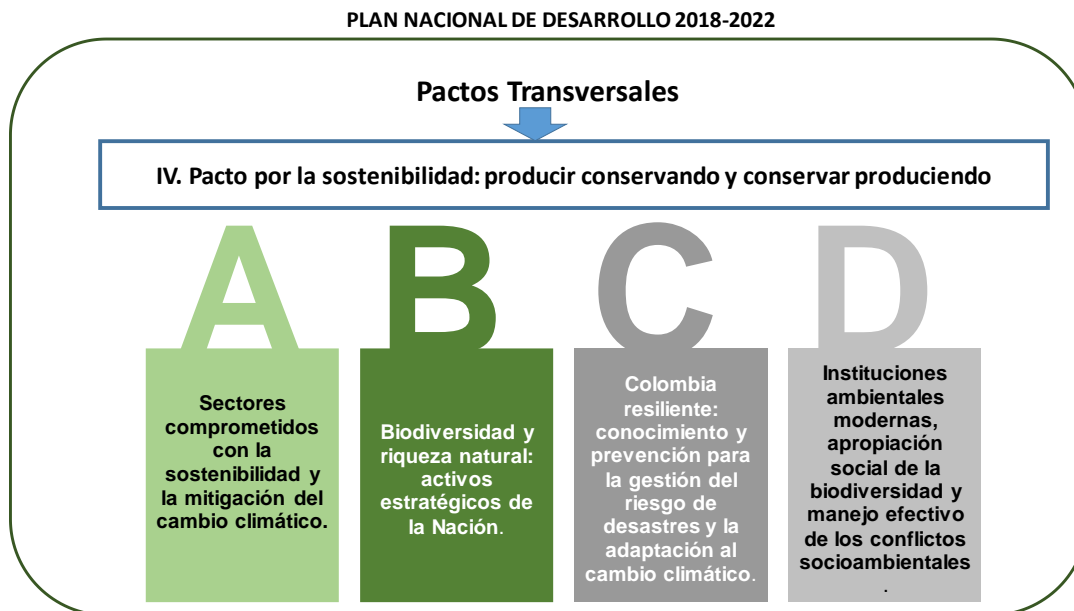 PLAN NACIONAL DE DESARROLLO 2018-2022
Pactos Transversales
IV. Pacto por la sostenibilidad: producir conservando y conservar produciendo
A
Sectores
comprometidos
con la
sostenibilidad y
la mitigación del
cambio climático.
B
Biodiversidad y
riqueza natural:
activos
estratégicos de
la Nación.
C
Colombia
resiliente:
conocimiento y
prevención para
la gestión del
riesgo de
desastres y la
adaptación al
cambio climático.
D
Instituciones
ambientales
modernas,
apropiación
social de la
biodiversidad y
manejo efectivo
de los conflictos
socioambientales
.